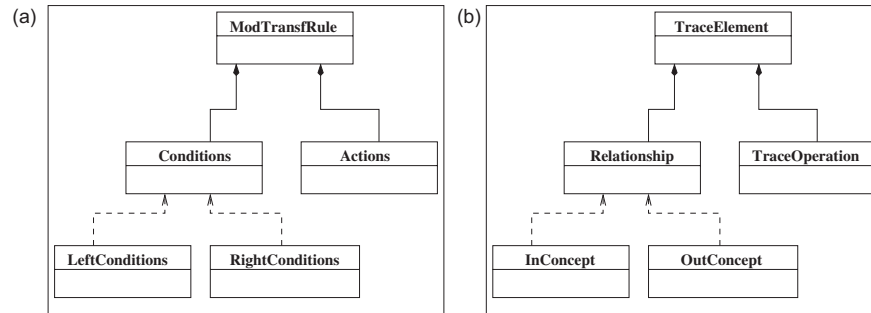 (a)
ModTransfRule
Conditions
Actions
LeftConditions
RightConditions
(b)
TraceElement
Relationship
TraceOperation
InConcept
OutConcept